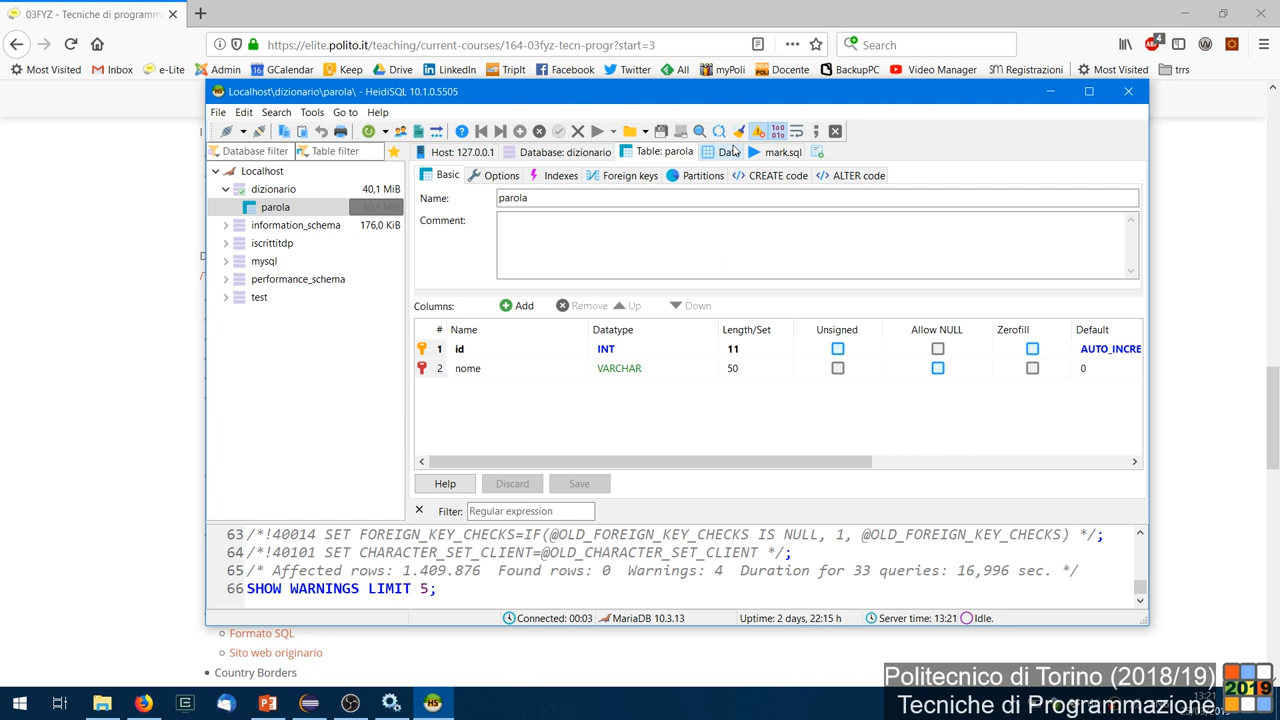 03FYZ - Tecniche di programm
https://elite.polito.it/teaching/current-courses/164-03fyz-tecn-progr?start=3
Search
Most Visited Inbox e-Lite Admin GCalendar Keep Drive LinkedIn TripIt Facebook Twitter All myPoli Docente BackupPC Video Manager Registrazioni Most Visited trrs
Localhost\dizionario\parola\ - HeidiSQL 10.1.0.5505
File Edit Search Tools Go to Help
Database filter Table filter
Host: 127.0.0.1 Database: dizionario Table: parola Data mark.sql
Localhost
dizionario 40,1 MiB
parola 40,1 MiB
information_schema 176,0 KiB
iscrittitdp
mysql
performance_schema
test
Basic Options Indexes Foreign keys Partitions CREATE code ALTER code
Name: parola
Comment:
Columns: Add Remove Up Down
# Name Datatype Length/Set Unsigned Allow NULL Zerofill Default
1 id INT 11 AUTO_INCRE
2 nome VARCHAR 50 0
Help Discard Save
Filter: Regular expression
63 /*!40014 SET FOREIGN_KEY_CHECKS=IF(@OLD_FOREIGN_KEY_CHECKS IS NULL, 1, @OLD_FOREIGN_KEY_CHECKS) */;
64 /*!40101 SET CHARACTER_SET_CLIENT=@OLD_CHARACTER_SET_CLIENT */;
65 /* Affected rows: 1.409.876 Found rows: 0 Warnings: 4 Duration for 33 queries: 16,996 sec. */
66 SHOW WARNINGS LIMIT 5;
Connected: 00:03 MariaDB 10.3.13 Uptime: 2 days, 22:15 h Server time: 13:21 Idle.
Formato SQL
Sito web originario
Country Borders
Politecnico di Torino (2018/19)
Tecniche di Programmazione
2019
13:21